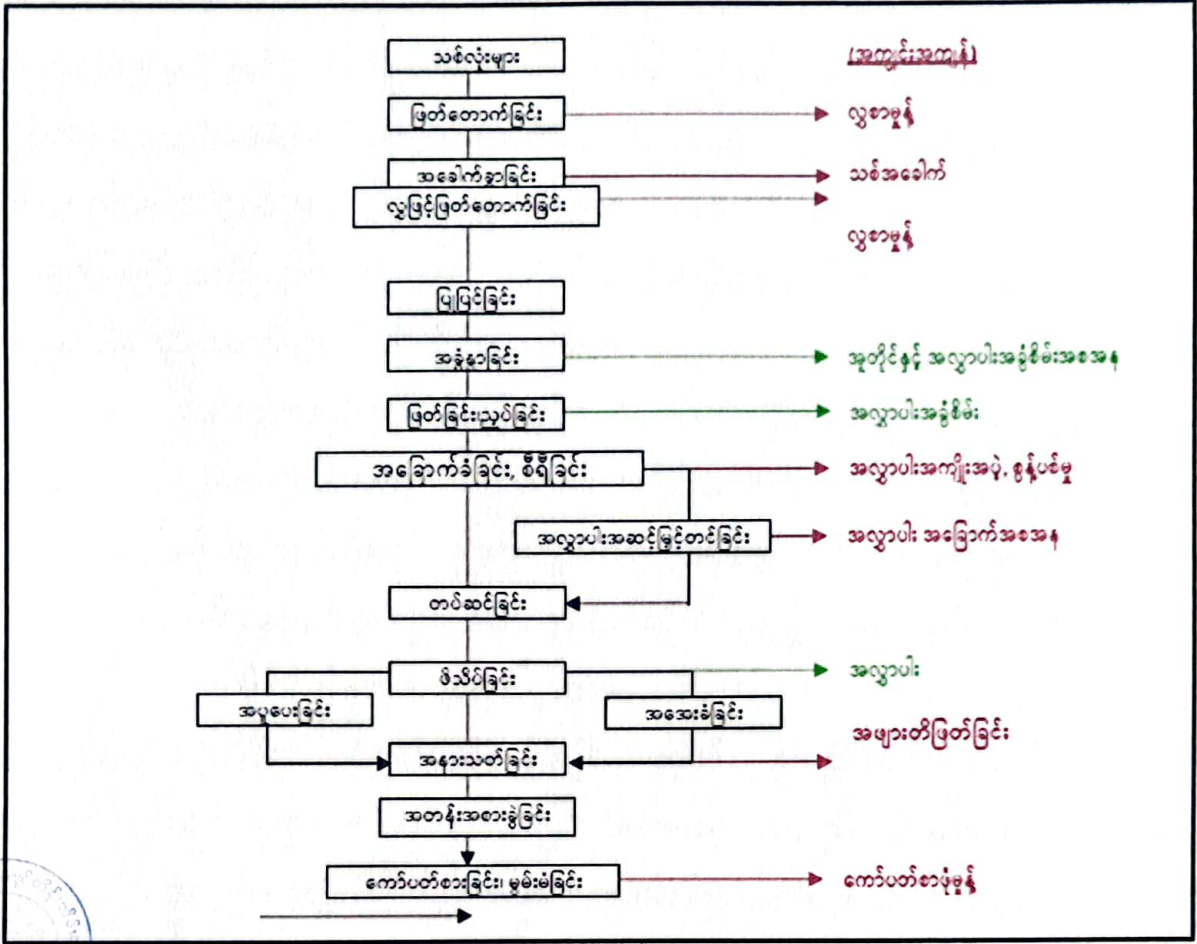 သစ်လုံးများ
(အကျင်းအကျန်)
ဖြတ်တောက်ခြင်း
လွှစာမှုန့်
အခေါက်ခွာခြင်း
သစ်အခေါက်
လွှဖြင့်ဖြတ်တောက်ခြင်း
လွှစာမှုန့်
ပြုပြင်ခြင်း
အခွံနွှာခြင်း
အူတိုင်နှင့် အလွှာပါးအခွံစိမ်းအစအန
ဖြတ်ခြင်း၊ညှပ်ခြင်း
အလွှာပါးအခွံစိမ်း
အခြောက်ခံခြင်း, စီရီခြင်း
အလွှာပါးအကျိုးအပဲ့, စွန့်ပစ်မှု
အလွှာပါးအဆင့်မြှင့်တင်ခြင်း
အလွှာပါး အခြောက်အစအန
တပ်ဆင်ခြင်း
ဖိသိပ်ခြင်း
အလွှာပါး
အပူပေးခြင်း
အအေးခံခြင်း
အဖျားတိဖြတ်ခြင်း
အနားသတ်ခြင်း
အတန်းအစားခွဲခြင်း
ကော်ပတ်စားခြင်း၊ မွမ်းမံခြင်း
ကော်ပတ်စာဖုံမှုန့်